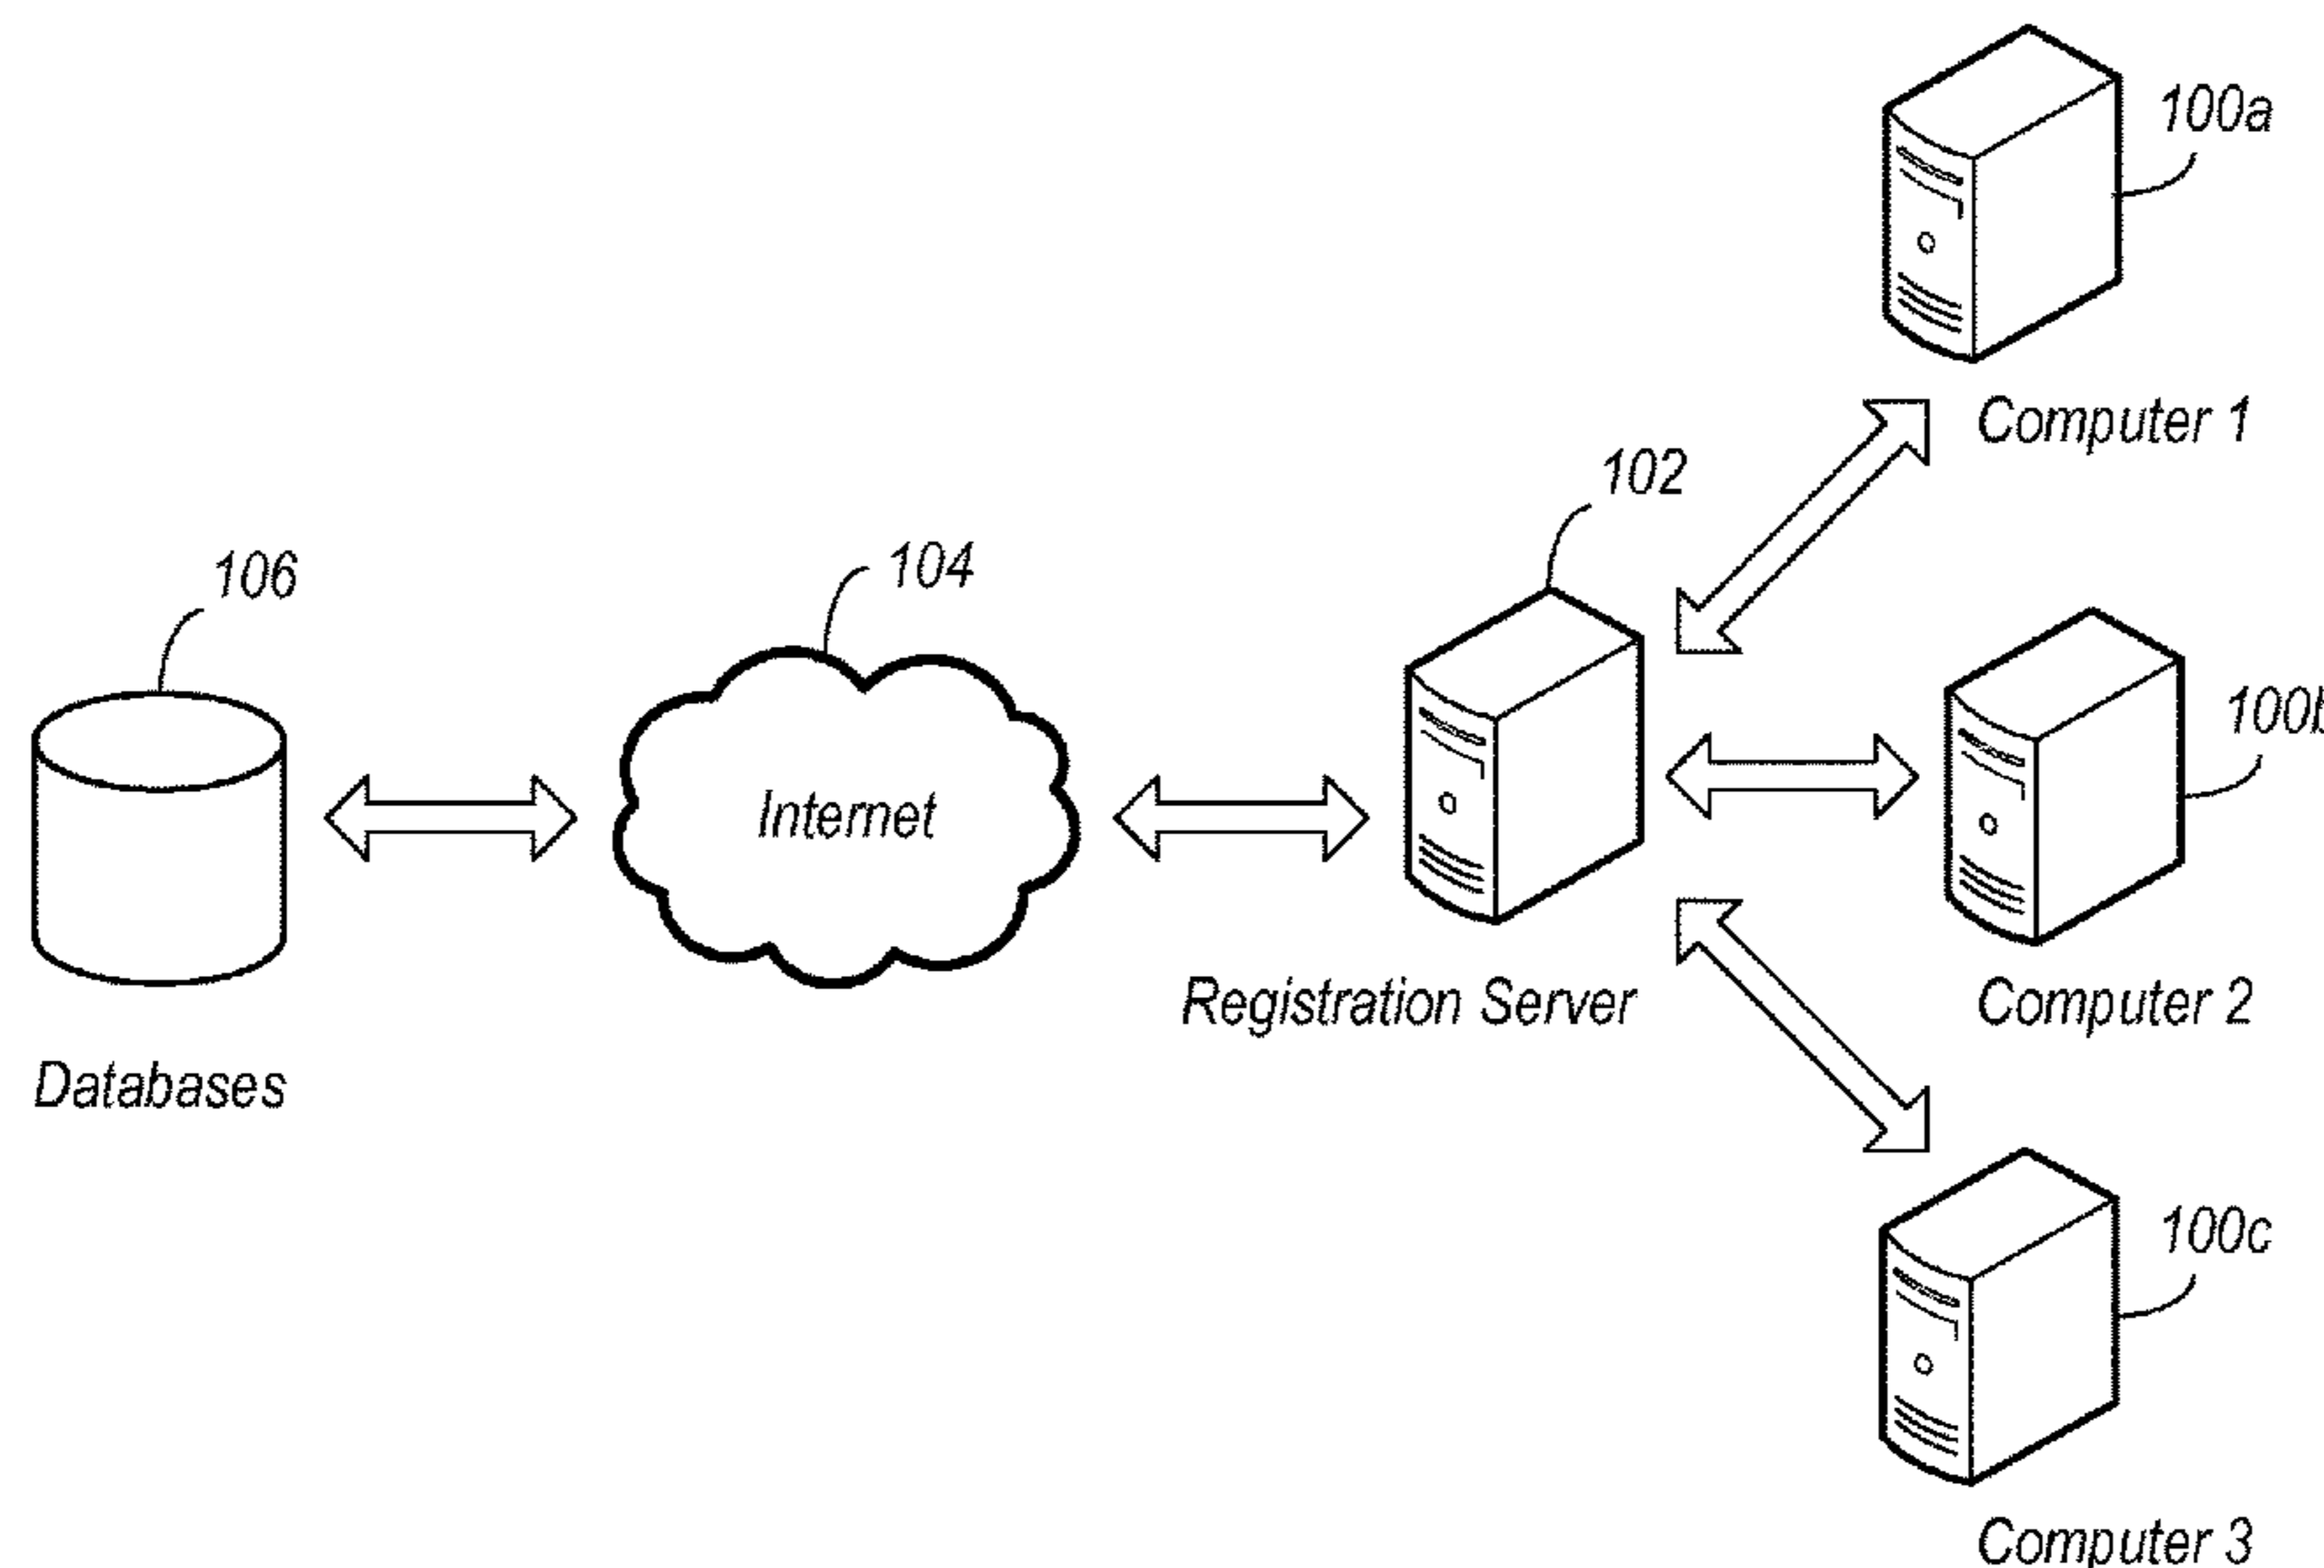 100a
Computer 1
102
104
106
100b
Internet
Registration Server
Computer 2
Databases
100c
Computer 3